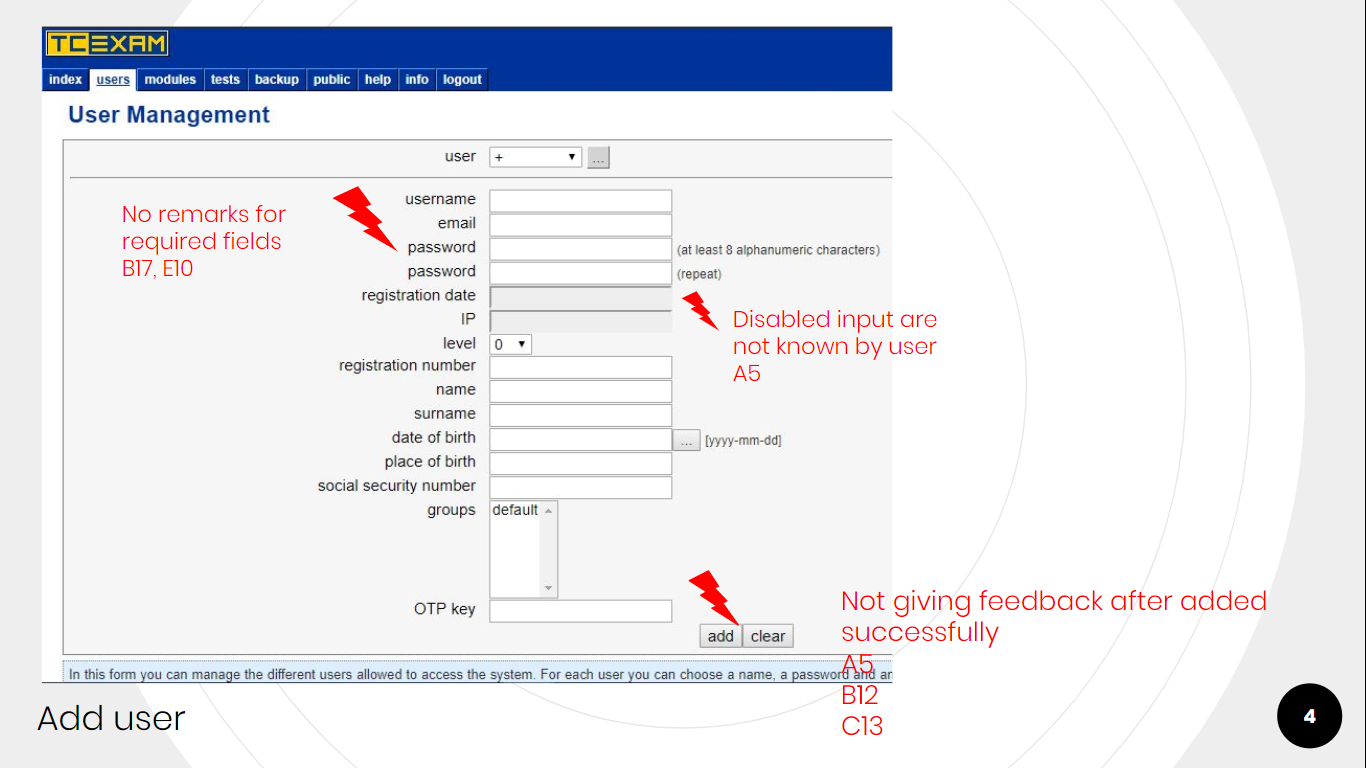 TCEXAM
index users modules tests backup public help info logout
User Management
user + ...
No remarks for
required fields
B17, E10
username
email
password (at least 8 alphanumeric characters)
password (repeat)
registration date
IP
level 0
Disabled input are
not known by user
A5
registration number
name
surname
date of birth ... [yyyy-mm-dd]
place of birth
social security number
groups default
OTP key
add clear
Not giving feedback after added
successfully
A5
B12
C13
In this form you can manage the different users allowed to access the system. For each user you can choose a name, a password and
Add user
4